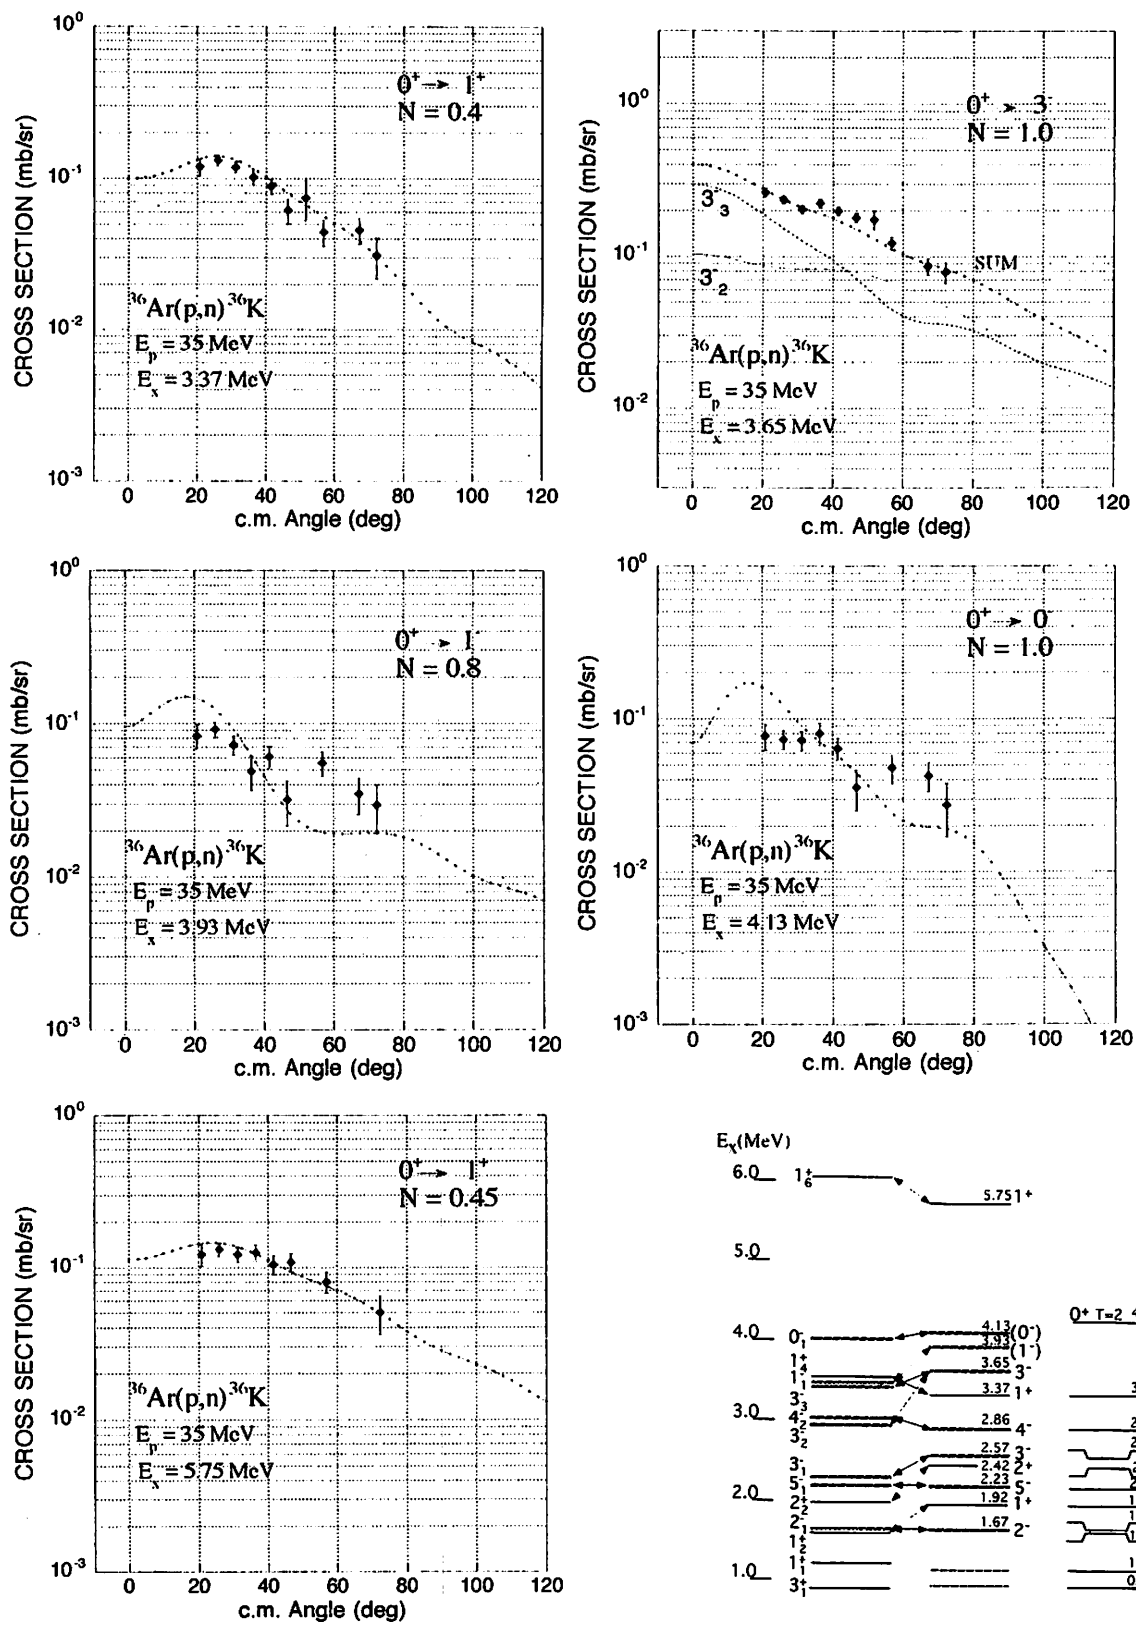 10⁰
10⁻¹
10⁻²
10⁻³
CROSS SECTION (mb/sr)
0⁺ → 1⁺
N = 0.4
³⁶Ar(p,n)³⁶K
Eₚ = 35 MeV
Eₓ = 3.37 MeV
0 20 40 60 80 100 120
c.m. Angle (deg)
10⁰
10⁻¹
10⁻²
CROSS SECTION (mb/sr)
0⁺ → 3⁻
N = 1.0
3⁻₃
3⁻₂
SUM
³⁶Ar(p,n)³⁶K
Eₚ = 35 MeV
Eₓ = 3.65 MeV
0 20 40 60 80 100 120
c.m. Angle (deg)
10⁰
10⁻¹
10⁻²
10⁻³
CROSS SECTION (mb/sr)
0⁺ → 1⁻
N = 0.8
³⁶Ar(p,n)³⁶K
Eₚ = 35 MeV
Eₓ = 3.93 MeV
0 20 40 60 80 100 120
c.m. Angle (deg)
10⁰
10⁻¹
10⁻²
10⁻³
CROSS SECTION (mb/sr)
0⁺ → 0⁻
N = 1.0
³⁶Ar(p,n)³⁶K
Eₚ = 35 MeV
Eₓ = 4.13 MeV
0 20 40 60 80 100 120
c.m. Angle (deg)
10⁰
10⁻¹
10⁻²
10⁻³
CROSS SECTION (mb/sr)
0⁺ → 1⁺
N = 0.45
³⁶Ar(p,n)³⁶K
Eₚ = 35 MeV
Eₓ = 5.75 MeV
0 20 40 60 80 100 120
c.m. Angle (deg)
Eₓ(MeV)
6.0
5.0
4.0
3.0
2.0
1.0
1⁺₆
0⁻₁
1⁺₄
1⁻₁
3⁻₃
4⁻₂
3⁻₂
3⁻₁
5⁻₁
2⁺₂
2⁻₁
1⁺₂
1⁺₁
3⁺₁
5.75 1+
4.13 (0⁻)
3.93 (1⁻)
3.65 3⁻
3.37 1+
2.86 4⁻
2.57 3⁻
2.42 2+
2.23 5⁻
1.92 1+
1.67 2⁻
0⁺ T=2 4